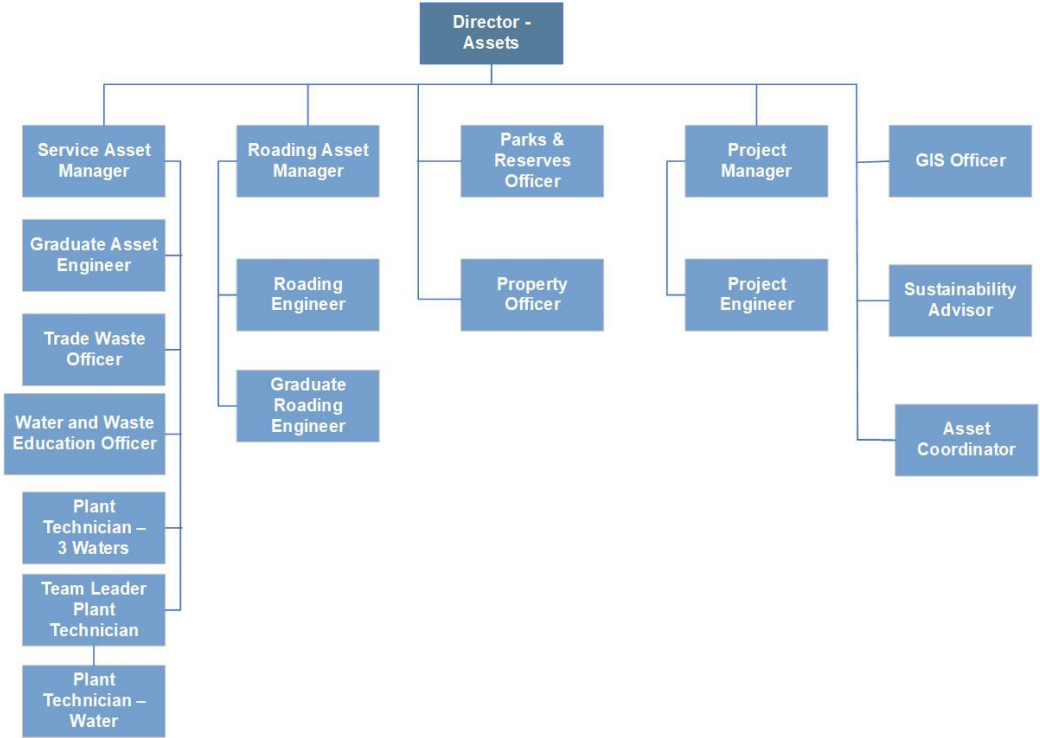 Director -
Assets
Service Asset
Manager
Roading Asset
Manager
Parks &
Reserves
Officer
Project
Manager
GIS Officer
Graduate Asset
Engineer
Roading
Engineer
Property
Officer
Project
Engineer
Sustainability
Advisor
Trade Waste
Officer
Graduate
Roading
Engineer
Water and Waste
Education Officer
Asset
Coordinator
Plant
Technician –
3 Waters
Team Leader
Plant
Technician
Plant
Technician –
Water